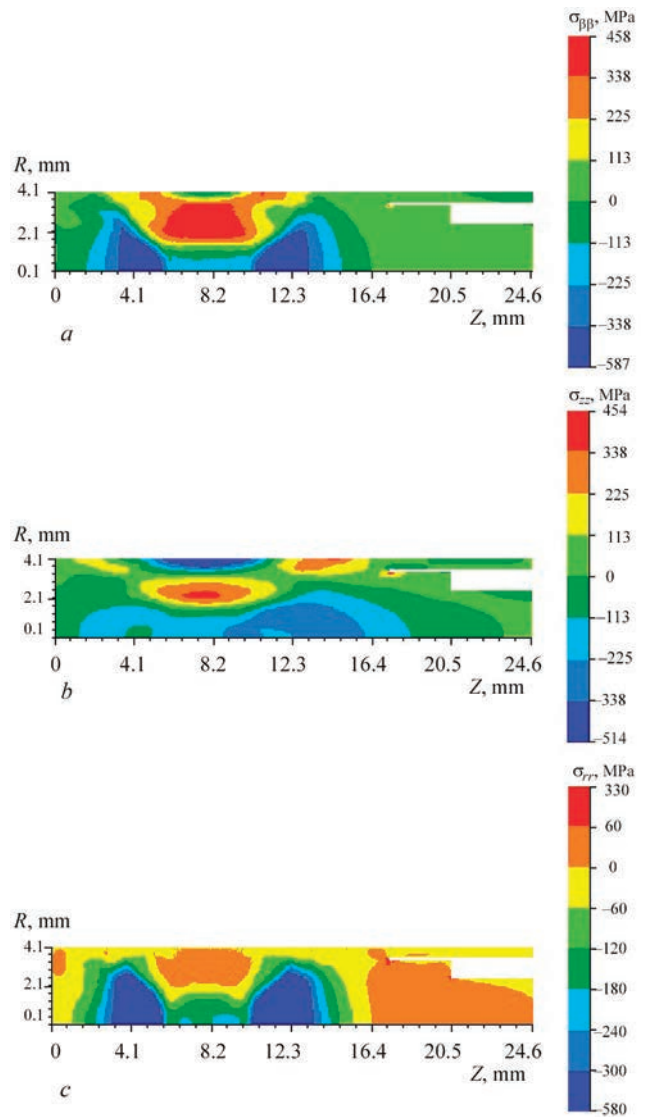 σββ, MPa
458
338
225
113
0
−113
−225
−338
−587
R, mm
4.1
2.1
0.1
0 4.1 8.2 12.3 16.4 20.5 24.6
Z, mm
a
σzz, MPa
454
338
225
113
0
−113
−225
−338
−514
R, mm
4.1
2.1
0.1
0 4.1 8.2 12.3 16.4 20.5 24.6
Z, mm
b
σrr, MPa
330
60
0
−60
−120
−180
−240
−300
−580
R, mm
4.1
2.1
0.1
0 4.1 8.2 12.3 16.4 20.5 24.6
Z, mm
c